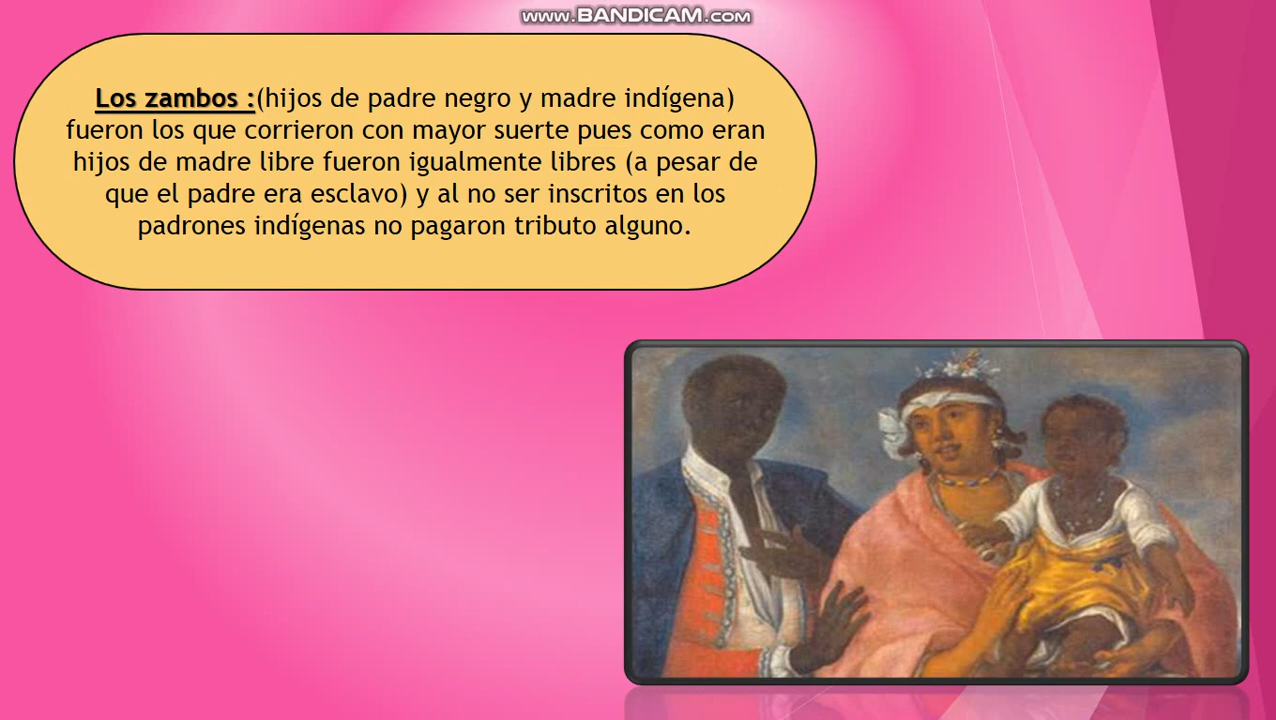 www.BANDICAM.com
Los zambos :(hijos de padre negro y madre indígena)
fueron los que corrieron con mayor suerte pues como eran
hijos de madre libre fueron igualmente libres (a pesar de
que el padre era esclavo) y al no ser inscritos en los
padrones indígenas no pagaron tributo alguno.